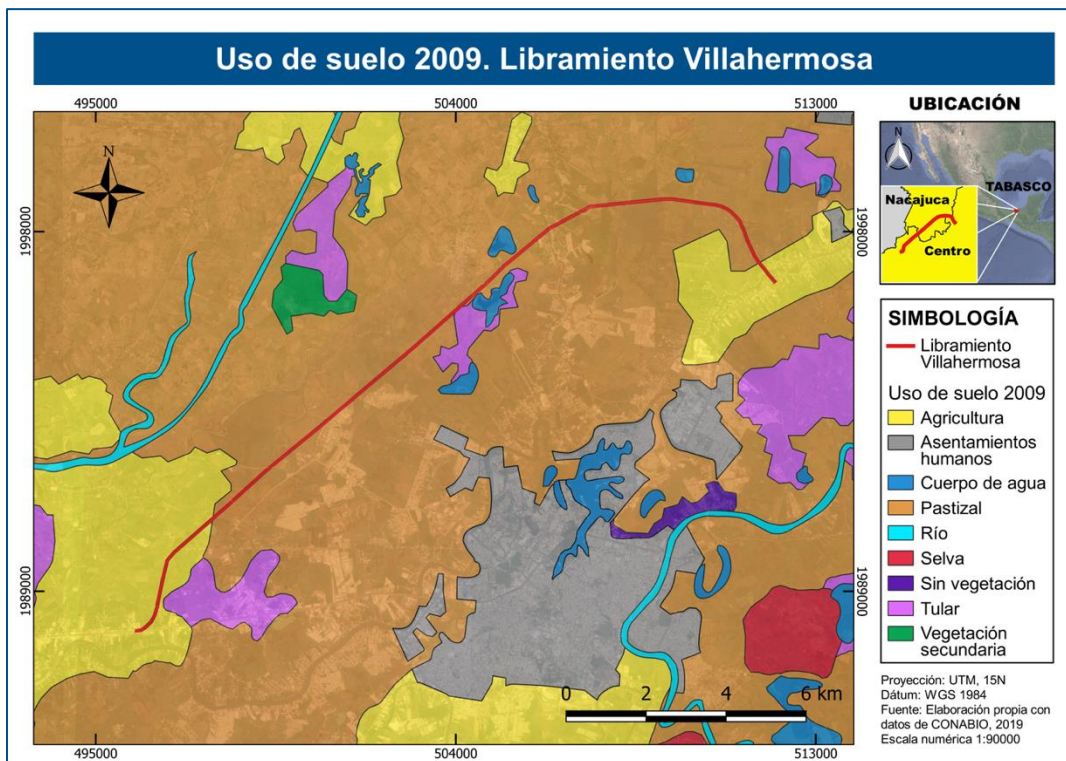 Uso de suelo 2009. Libramiento Villahermosa
495000
504000
513000
N
1998000
1998000
1989000
1989000
0 2 4 6 km
495000
504000
513000
UBICACIÓN
N
TABASCO
Nacajuca
Centro
SIMBOLOGÍA
Libramiento
Villahermosa
Uso de suelo 2009
Agricultura
Asentamientos
humanos
Cuerpo de agua
Pastizal
Río
Selva
Sin vegetación
Tular
Vegetación
secundaria
Proyección: UTM, 15N
Dátum: WGS 1984
Fuente: Elaboración propia con
datos de CONABIO, 2019
Escala numérica 1:90000